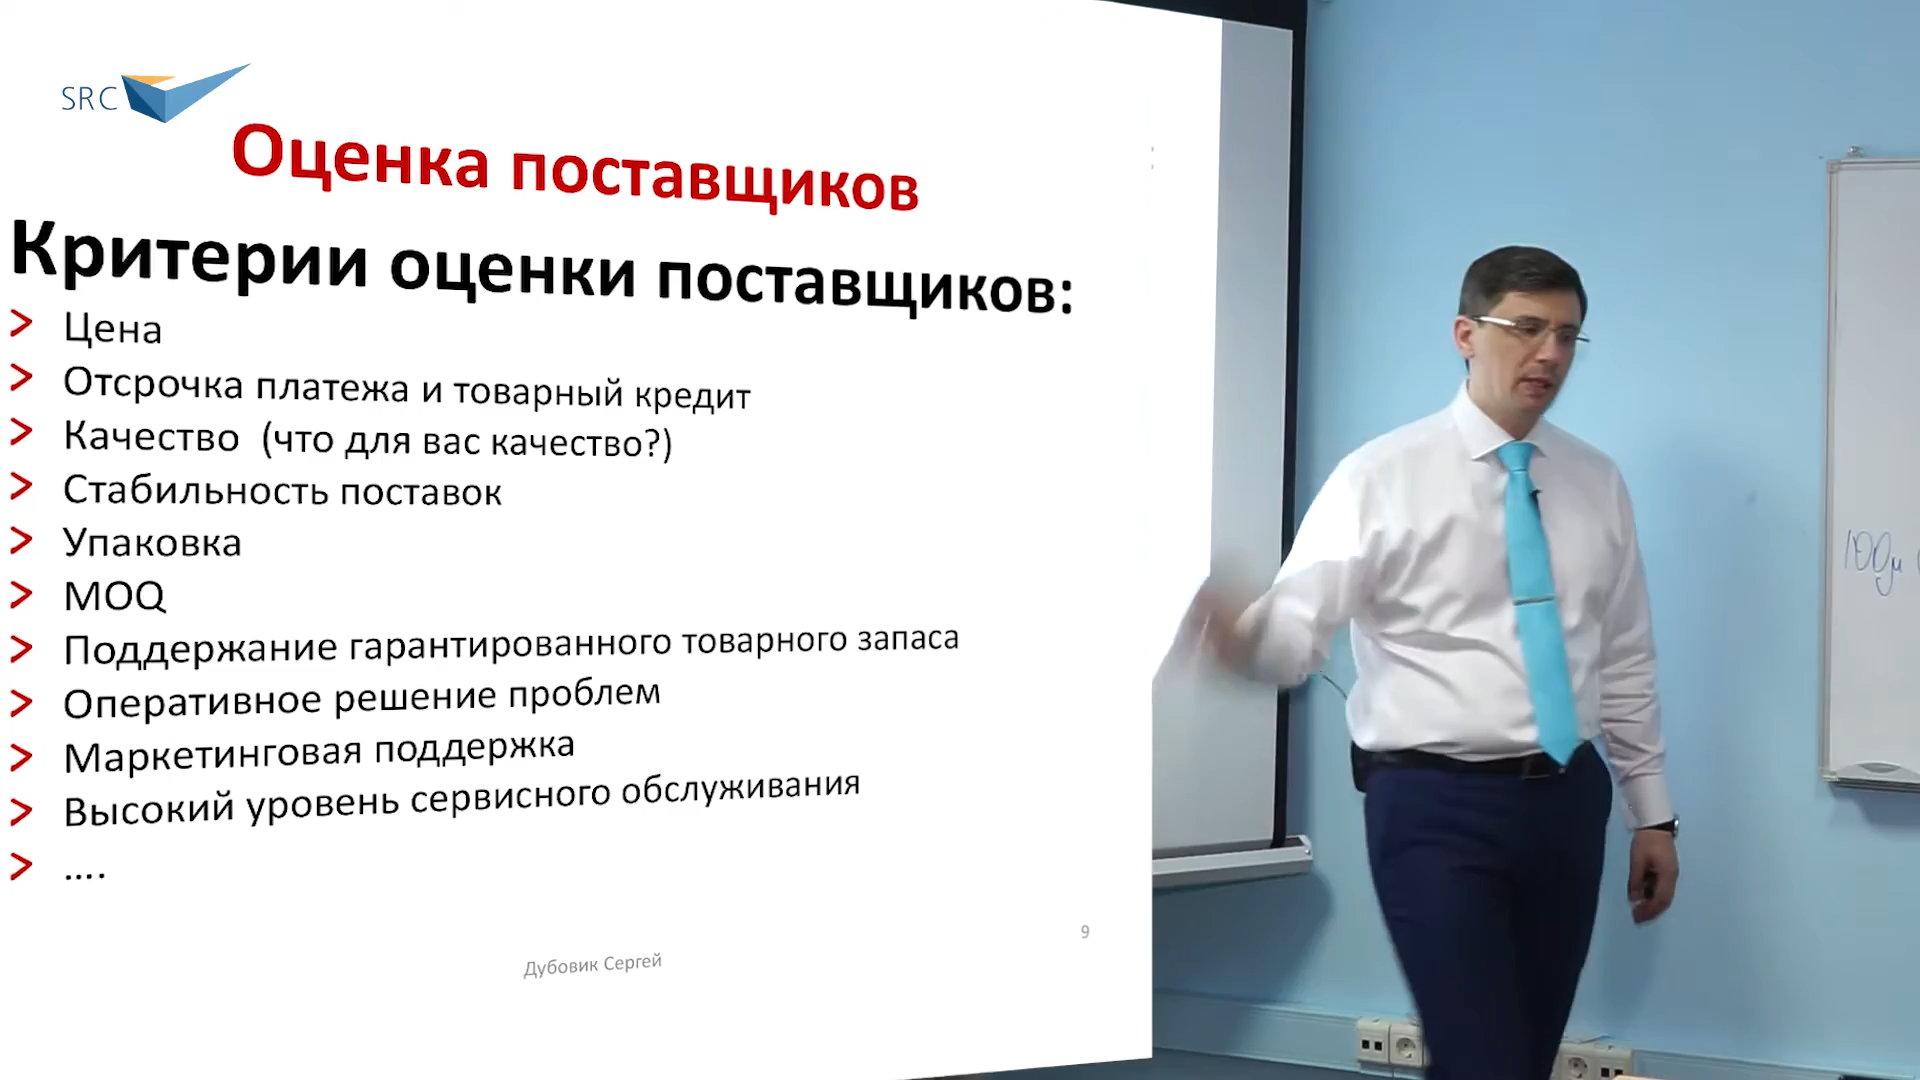 SRC
Оценка поставщиков
Критерии оценки поставщиков:
> Цена
> Отсрочка платежа и товарный кредит
> Качество (что для вас качество?)
> Стабильность поставок
> Упаковка
> MOQ
> Поддержание гарантированного товарного запаса
> Оперативное решение проблем
> Маркетинговая поддержка
> Высокий уровень сервисного обслуживания
> ....
9
Дубовик Сергей